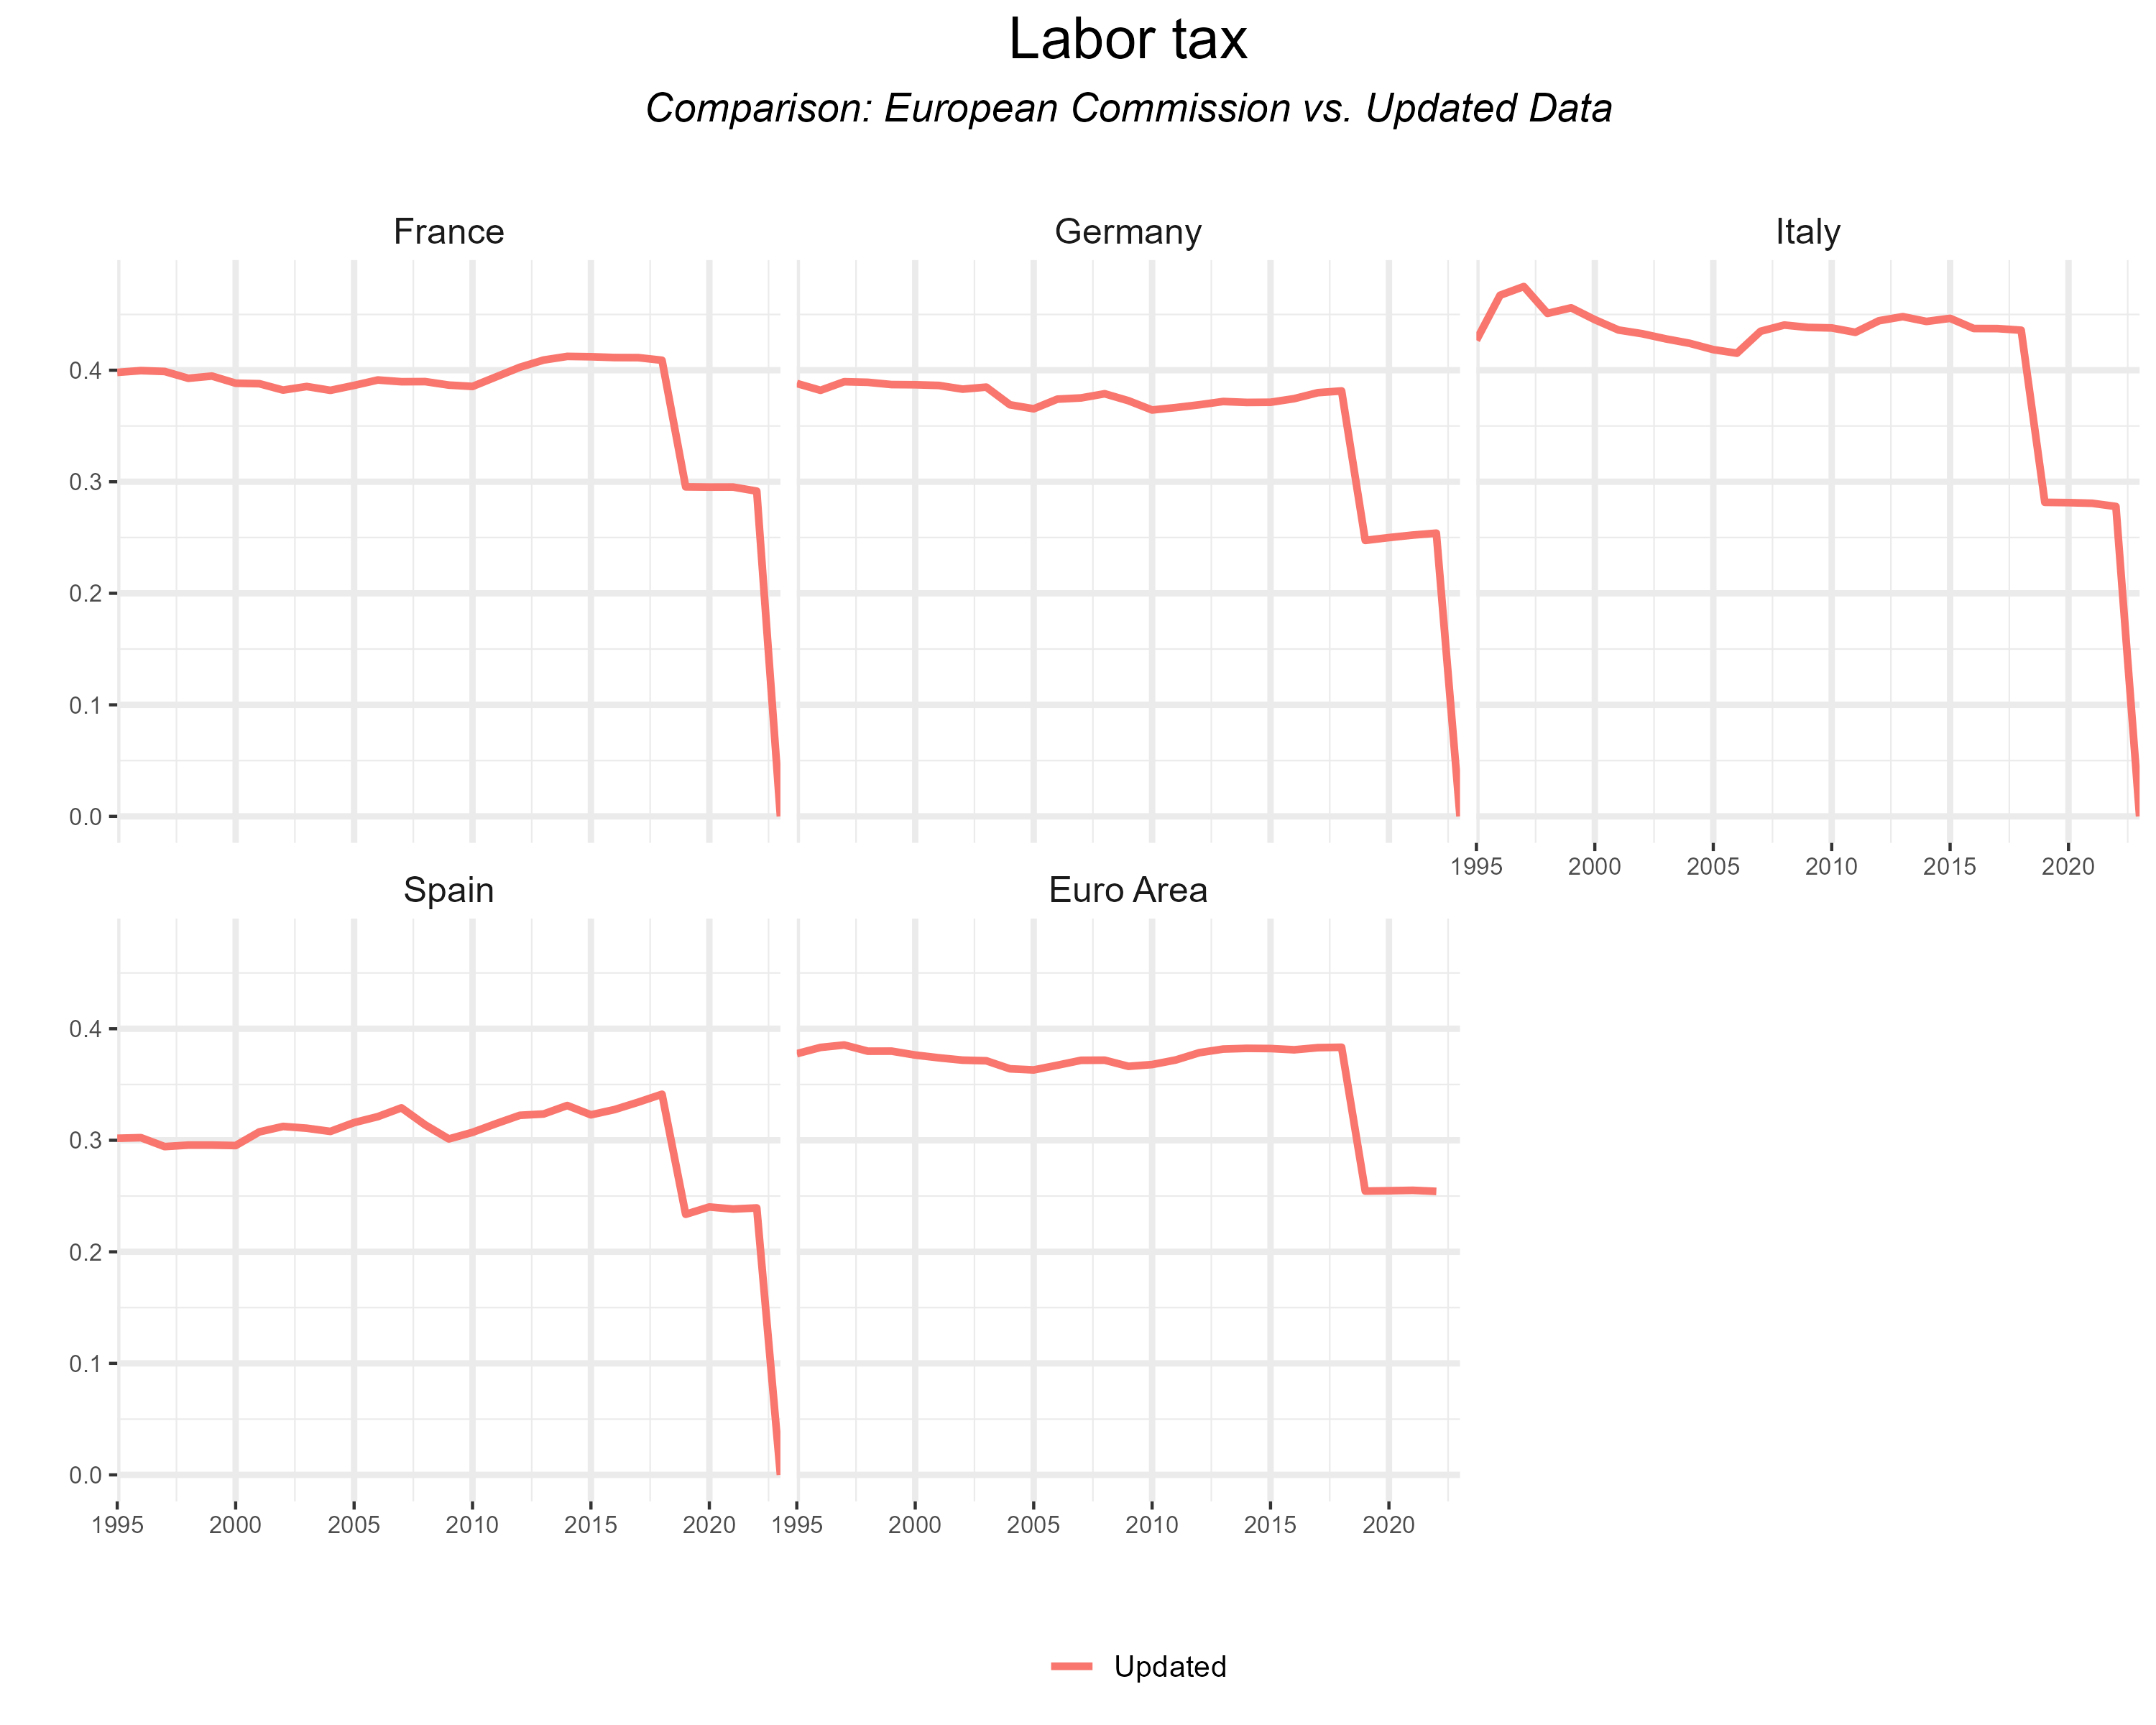 Labor tax
Comparison: European Commission vs. Updated Data
France Germany Italy
0.4
0.3
0.2
0.1
0.0
1995 2000 2005 2010 2015 2020
Spain Euro Area
0.4
0.3
0.2
0.1
0.0
1995 2000 2005 2010 2015 2020 1995 2000 2005 2010 2015 2020
Updated